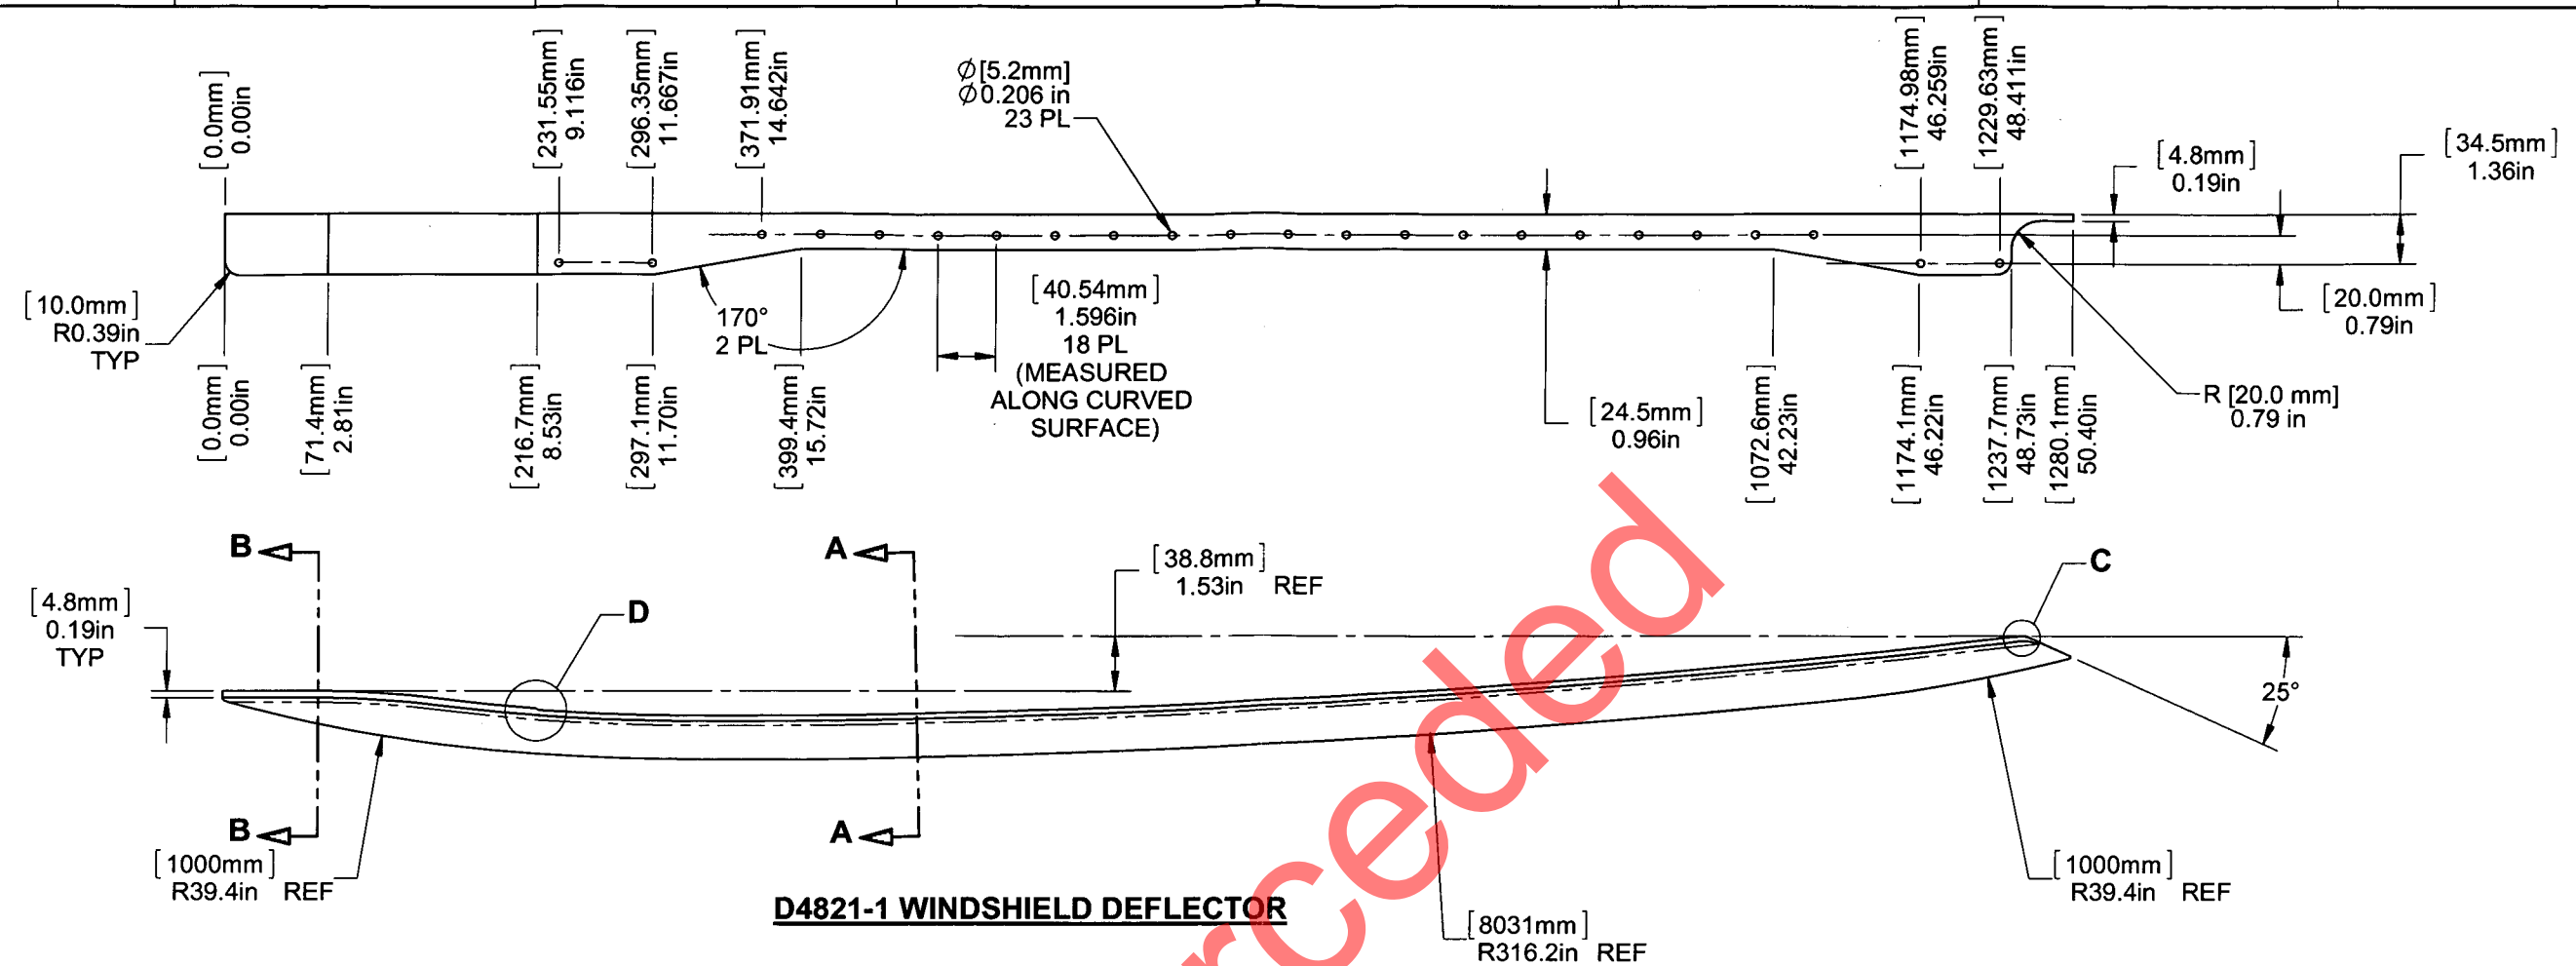 [0.0mm]
0.00in
[231.55mm]
9.116in
[296.35mm]
11.667in
[371.91mm]
14.642in
Ø[5.2mm]
Ø0.206 in
23 PL
[1174.98mm]
46.259in
[1229.63mm]
48.411in
[4.8mm]
0.19in
[34.5mm]
1.36in
[10.0mm]
R0.39in
TYP
170°
2 PL
[40.54mm]
1.596in
18 PL
(MEASURED
ALONG CURVED
SURFACE)
[20.0mm]
0.79in
[24.5mm]
0.96in
R [20.0 mm]
0.79 in
[0.0mm]
0.00in
[71.4mm]
2.81in
[216.7mm]
8.53in
[297.1mm]
11.70in
[399.4mm]
15.72in
[1072.6mm]
42.23in
[1174.1mm]
46.22in
[1237.7mm]
48.73in
[1280.1mm]
50.40in
B
A
[38.8mm]
1.53in REF
C
[4.8mm]
0.19in
TYP
D
25°
B
A
[1000mm]
R39.4in REF
[1000mm]
R39.4in REF
D4821-1 WINDSHIELD DEFLECTOR
[8031mm]
R316.2in REF
rceded